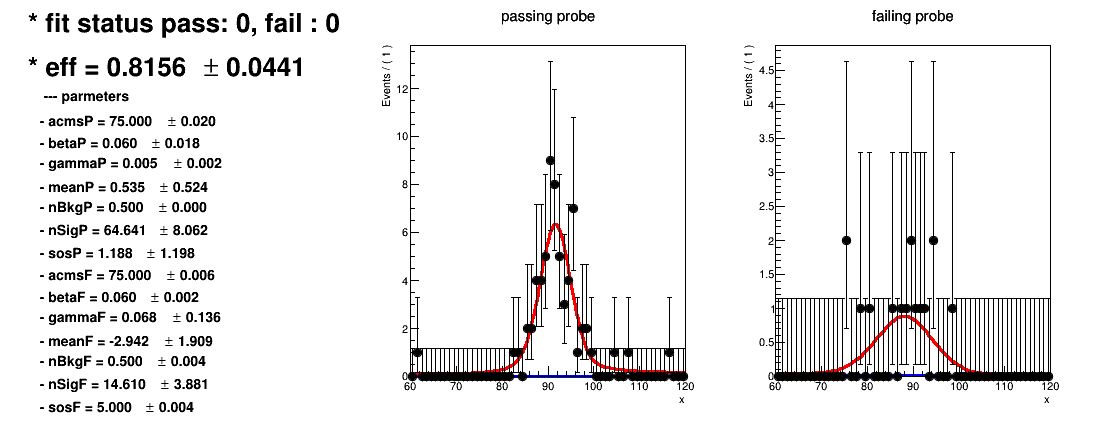 * fit status pass: 0, fail : 0
* eff = 0.8156 ± 0.0441
--- parmeters
- acmsP = 75.000 ± 0.020
- betaP = 0.060 ± 0.018
- gammaP = 0.005 ± 0.002
- meanP = 0.535 ± 0.524
- nBkgP = 0.500 ± 0.000
- nSigP = 64.641 ± 8.062
- sosP = 1.188 ± 1.198
- acmsF = 75.000 ± 0.006
- betaF = 0.060 ± 0.002
- gammaF = 0.068 ± 0.136
- meanF = -2.942 ± 1.909
- nBkgF = 0.500 ± 0.004
- nSigF = 14.610 ± 3.881
- sosF = 5.000 ± 0.004
passing probe
Events / ( 1 )
12
10
8
6
4
2
0
60 70 80 90 100 110 120
x
failing probe
Events / ( 1 )
4.5
4
3.5
3
2.5
2
1.5
1
0.5
0
60 70 80 90 100 110 120
x